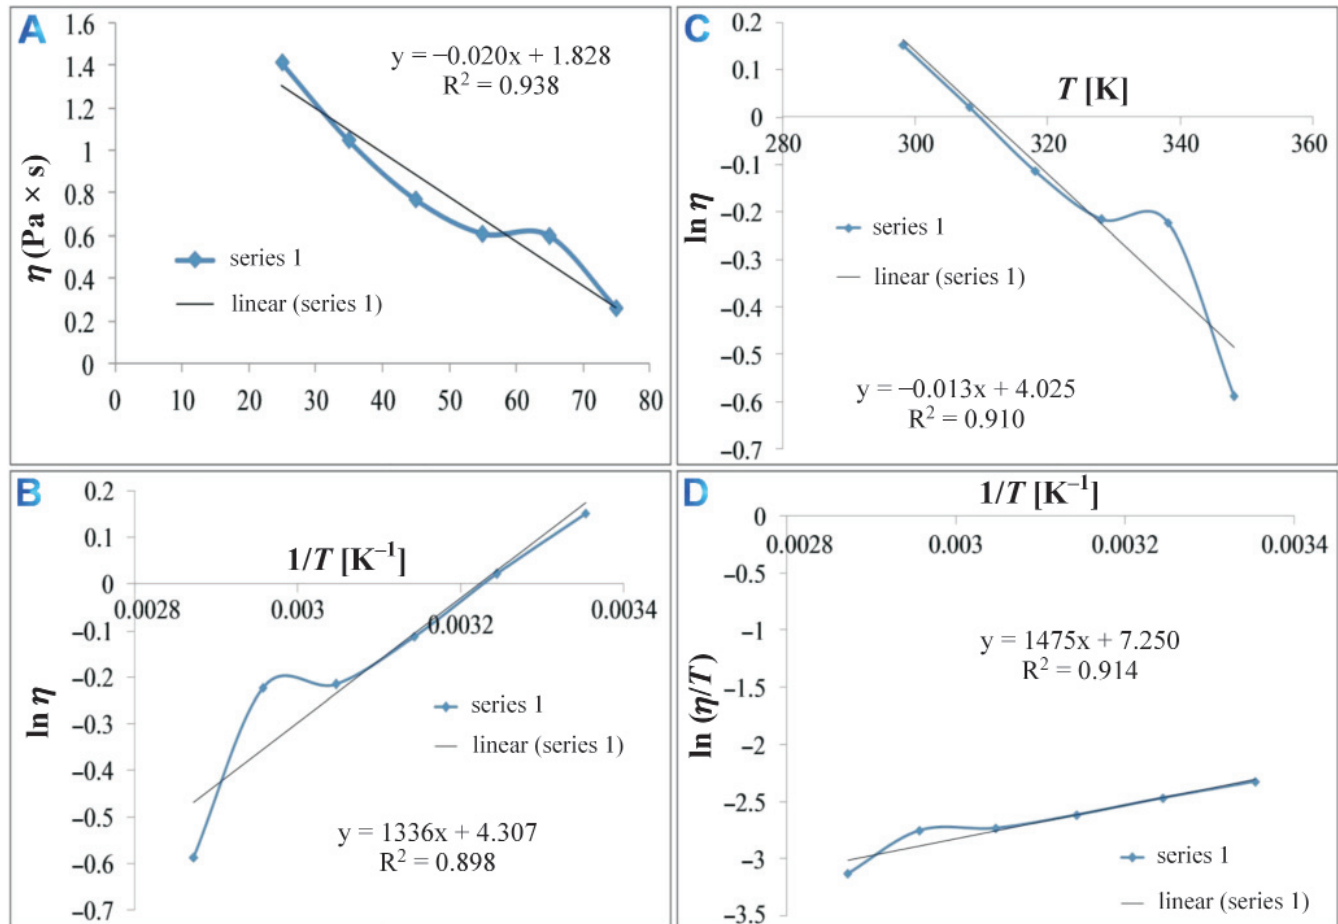 A
1.6
1.4
1.2
1
0.8
0.6
0.4
0.2
0
η (Pa × s)
y = −0.020x + 1.828
R² = 0.938
series 1
linear (series 1)
0 10 20 30 40 50 60 70 80
C
0.2
0.1
0
−0.1
−0.2
−0.3
−0.4
−0.5
−0.6
−0.7
ln η
T [K]
280 300 320 340 360
series 1
linear (series 1)
y = −0.013x + 4.025
R² = 0.910
B
0.2
0.1
0
−0.1
−0.2
−0.3
−0.4
−0.5
−0.6
−0.7
ln η
1/T [K⁻¹]
0.0028 0.003 0.0032 0.0034
series 1
linear (series 1)
y = 1336x + 4.307
R² = 0.898
D
1/T [K⁻¹]
0
−0.5
−1
−1.5
−2
−2.5
−3
−3.5
ln (η/T)
0.0028 0.003 0.0032 0.0034
y = 1475x + 7.250
R² = 0.914
series 1
linear (series 1)